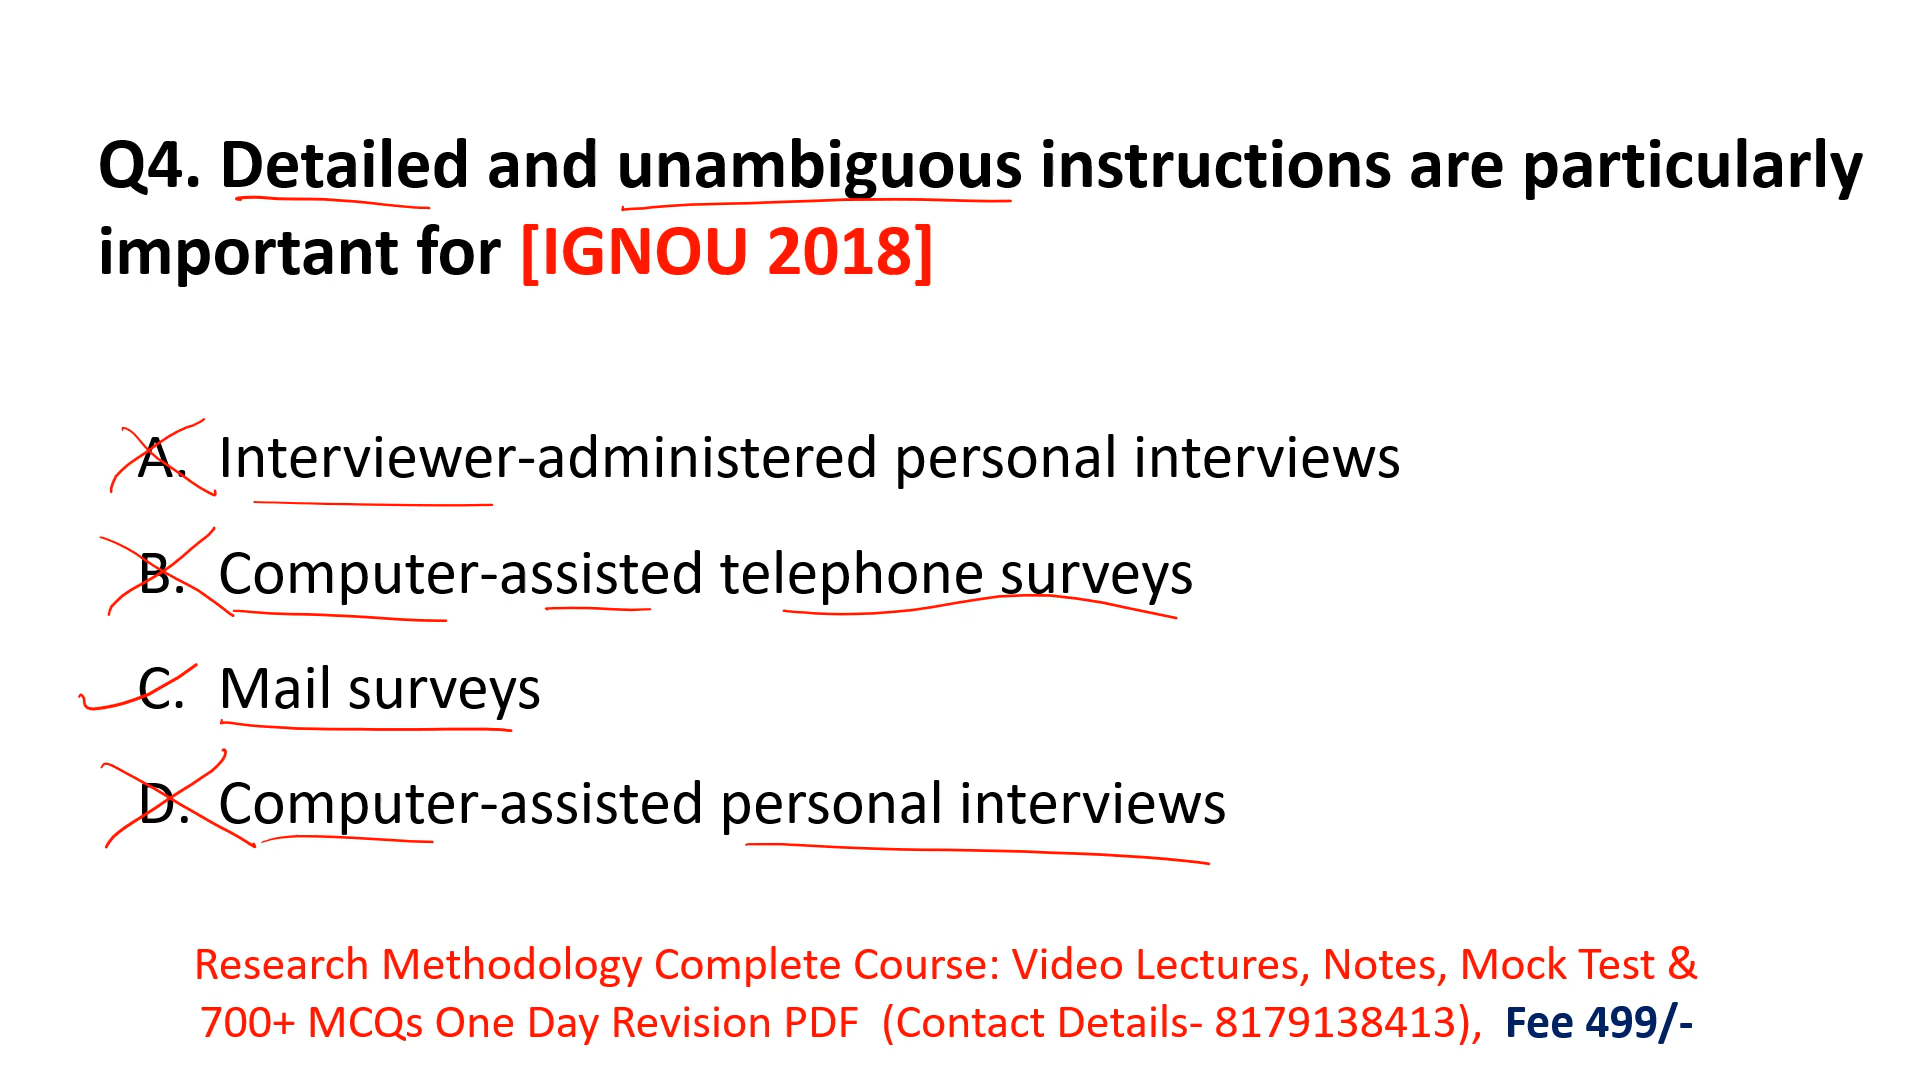 Q4. Detailed and unambiguous instructions are particularly
important for [IGNOU 2018]
A. Interviewer-administered personal interviews
B. Computer-assisted telephone surveys
C. Mail surveys
D. Computer-assisted personal interviews
Research Methodology Complete Course: Video Lectures, Notes, Mock Test &
700+ MCQs One Day Revision PDF (Contact Details- 8179138413), Fee 499/-